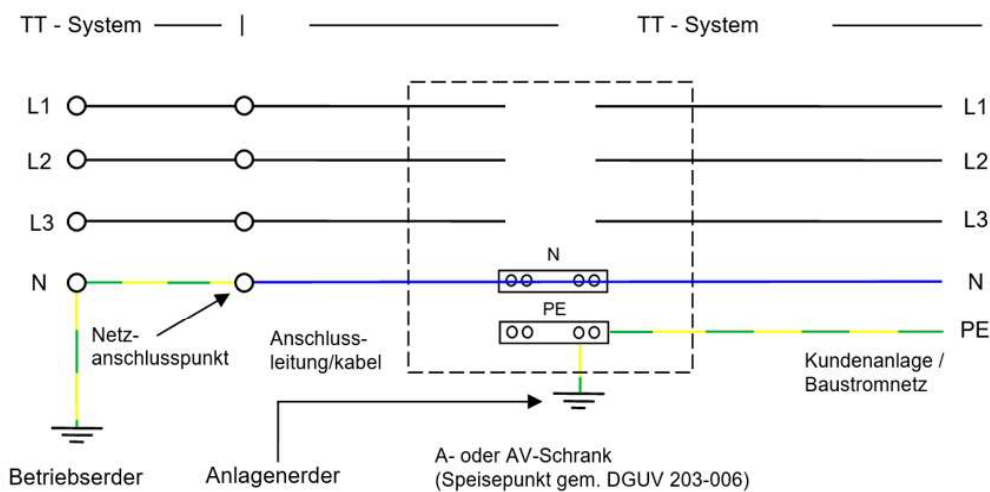 TT - System
TT - System
L1
L1
L2
L2
L3
L3
N
N
N
PE
PE
Netz-
anschlusspunkt
Anschluss-
leitung/kabel
Kundenanlage /
Baustromnetz
Betriebserder
Anlagenerder
A- oder AV-Schrank
(Speisepunkt gem. DGUV 203-006)